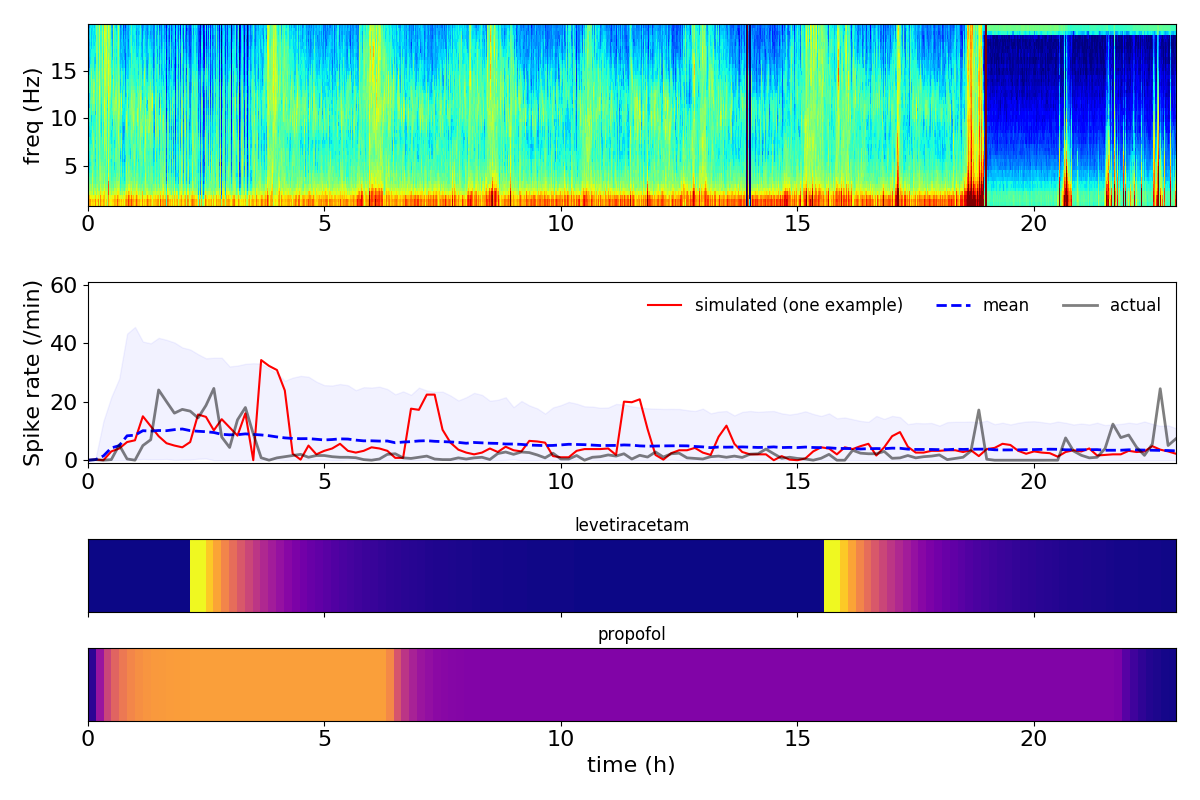 freq (Hz)
15
10
5
0 5 10 15 20
Spike rate (/min)
60
40
20
0
simulated (one example) mean actual
0 5 10 15 20
levetiracetam
propofol
0 5 10 15 20
time (h)